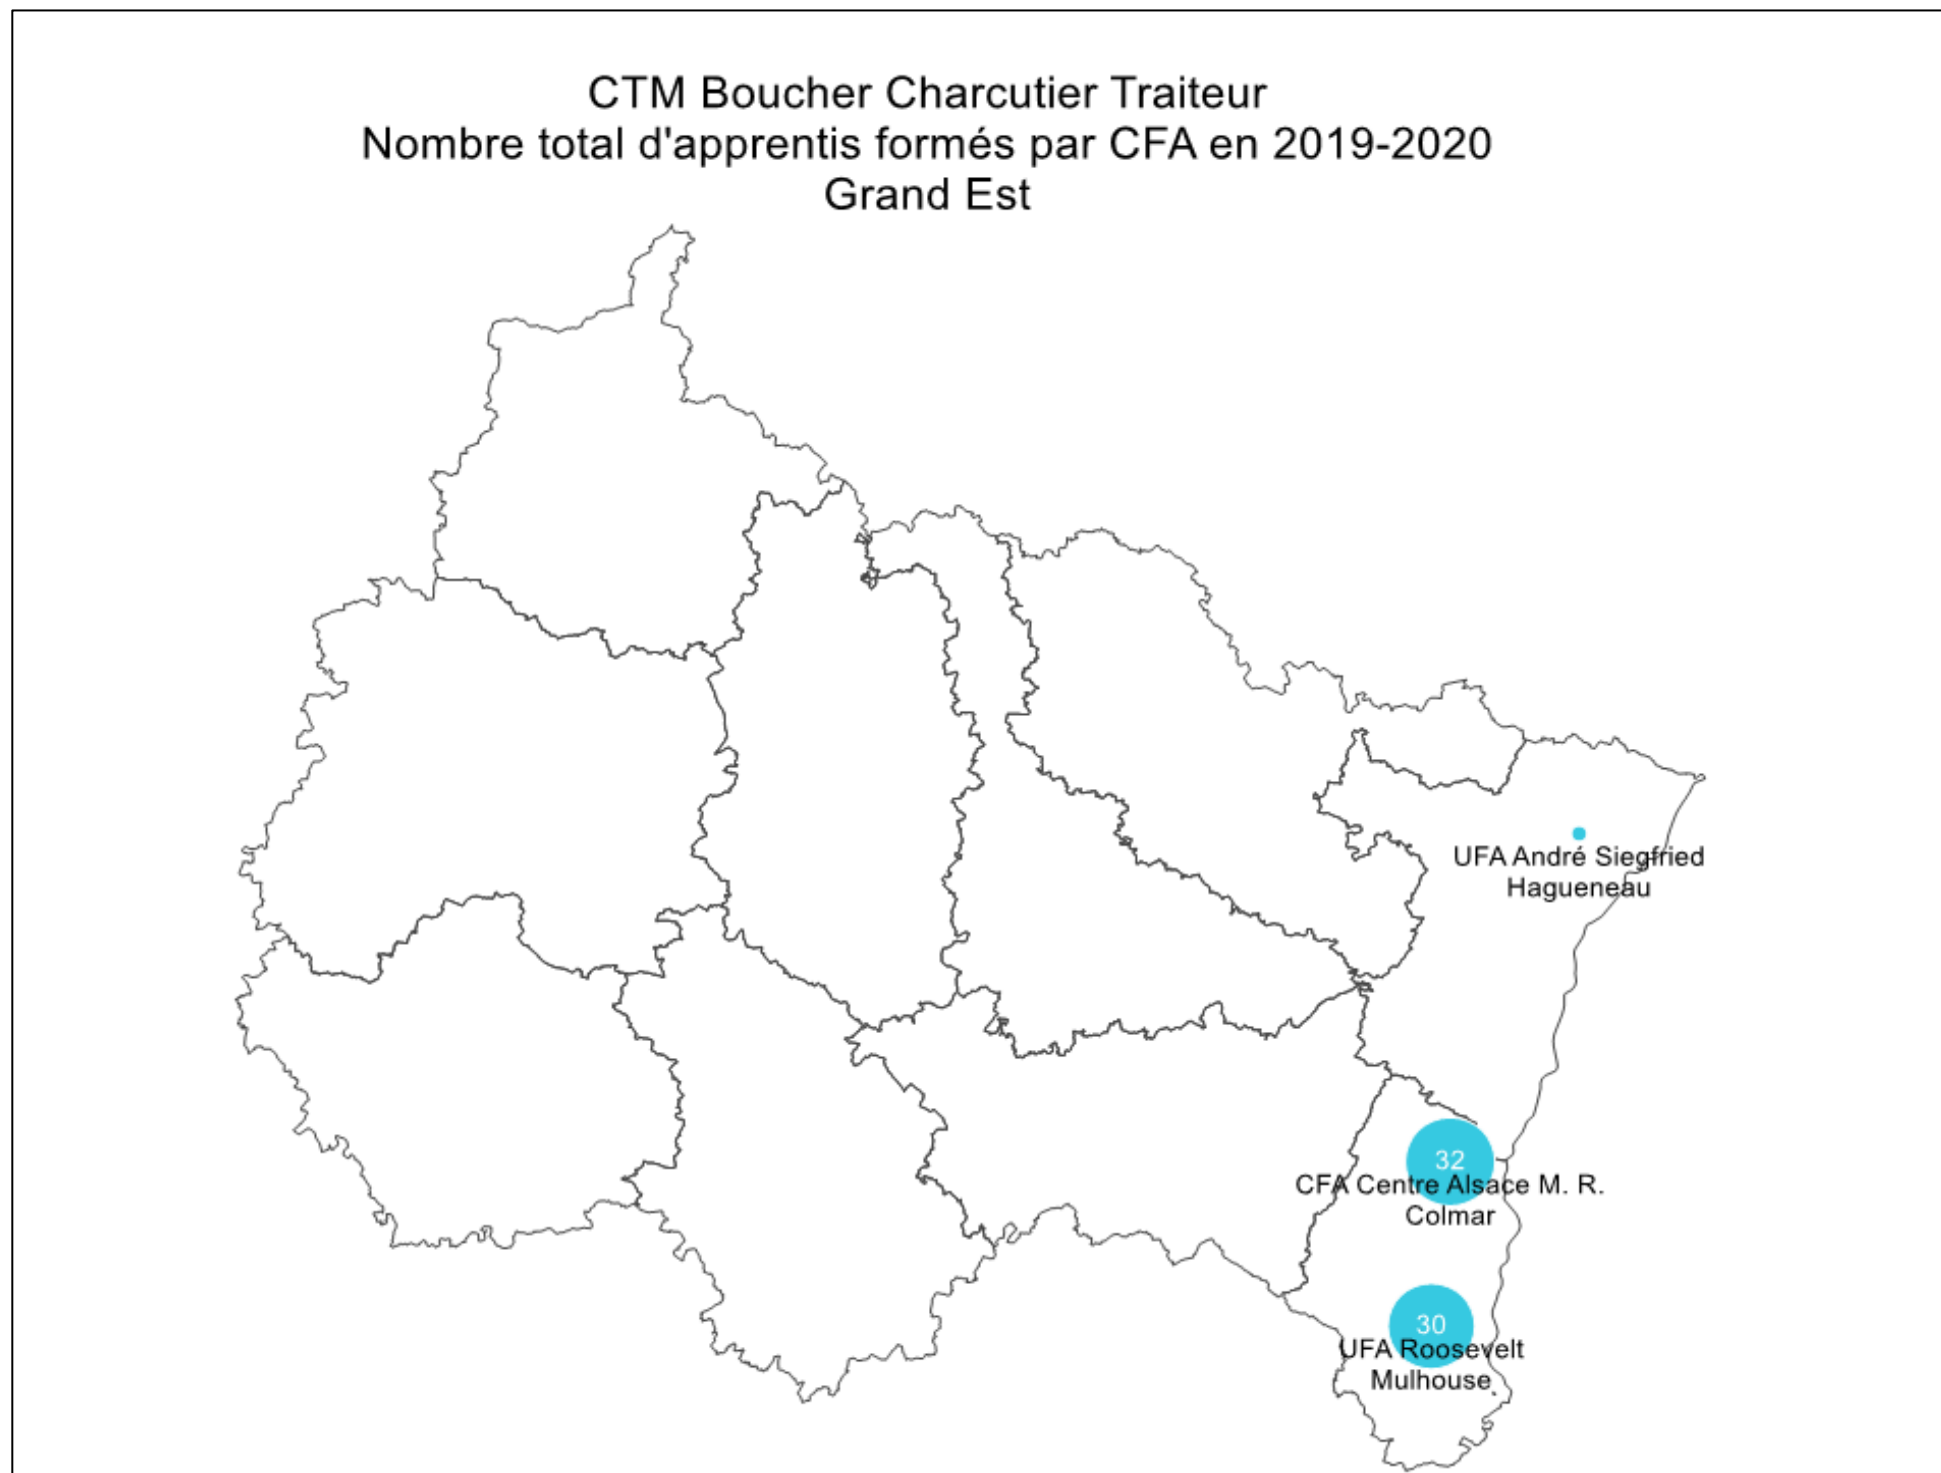 CTM Boucher Charcutier Traiteur
Nombre total d'apprentis formés par CFA en 2019-2020
Grand Est
UFA André Siegfried
Hagueneau
32
CFA Centre Alsace M. R.
Colmar
30
UFA Roosevelt
Mulhouse